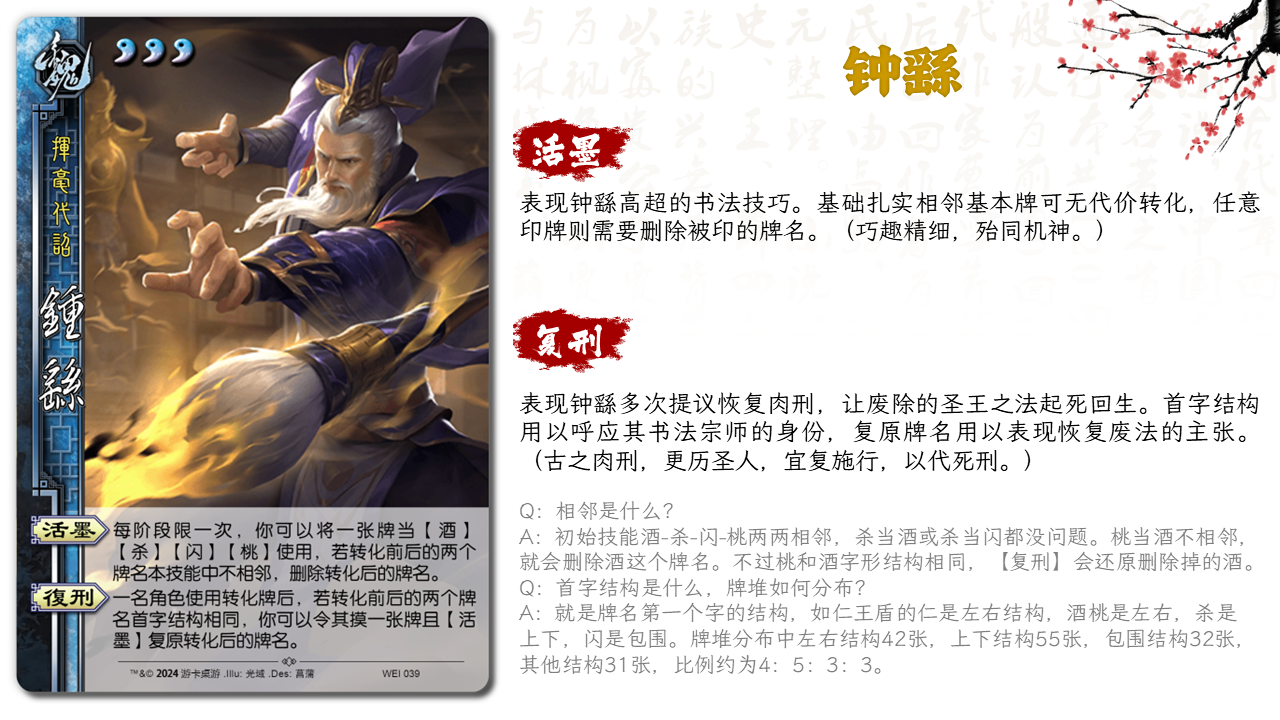 魏
揮毫代詔
鍾繇
活墨
每阶段限一次，你可以将一张牌当【酒】
【杀】【闪】【桃】使用，若转化前后的两个
牌名本技能中不相邻，删除转化后的牌名。
復刑
一名角色使用转化牌后，若转化前后的两个牌
名首字结构相同，你可以令其摸一张牌且【活
墨】复原转化后的牌名。
™&© 2024 游卡桌游 .Illu: 光域 .Des: 菖蒲
WEI 039
钟繇
活墨
表现钟繇高超的书法技巧。基础扎实相邻基本牌可无代价转化，任意
印牌则需要删除被印的牌名。（巧趣精细，殆同机神。）
复刑
表现钟繇多次提议恢复肉刑，让废除的圣王之法起死回生。首字结构
用以呼应其书法宗师的身份，复原牌名用以表现恢复废法的主张。
（古之肉刑，更历圣人，宜复施行，以代死刑。）
Q：相邻是什么？
A：初始技能酒-杀-闪-桃两两相邻，杀当酒或杀当闪都没问题。桃当酒不相邻，
就会删除酒这个牌名。不过桃和酒字形结构相同，【复刑】会还原删除掉的酒。
Q：首字结构是什么，牌堆如何分布？
A：就是牌名第一个字的结构，如仁王盾的仁是左右结构，酒桃是左右，杀是
上下，闪是包围。牌堆分布中左右结构42张，上下结构55张，包围结构32张，
其他结构31张，比例约为4：5：3：3。